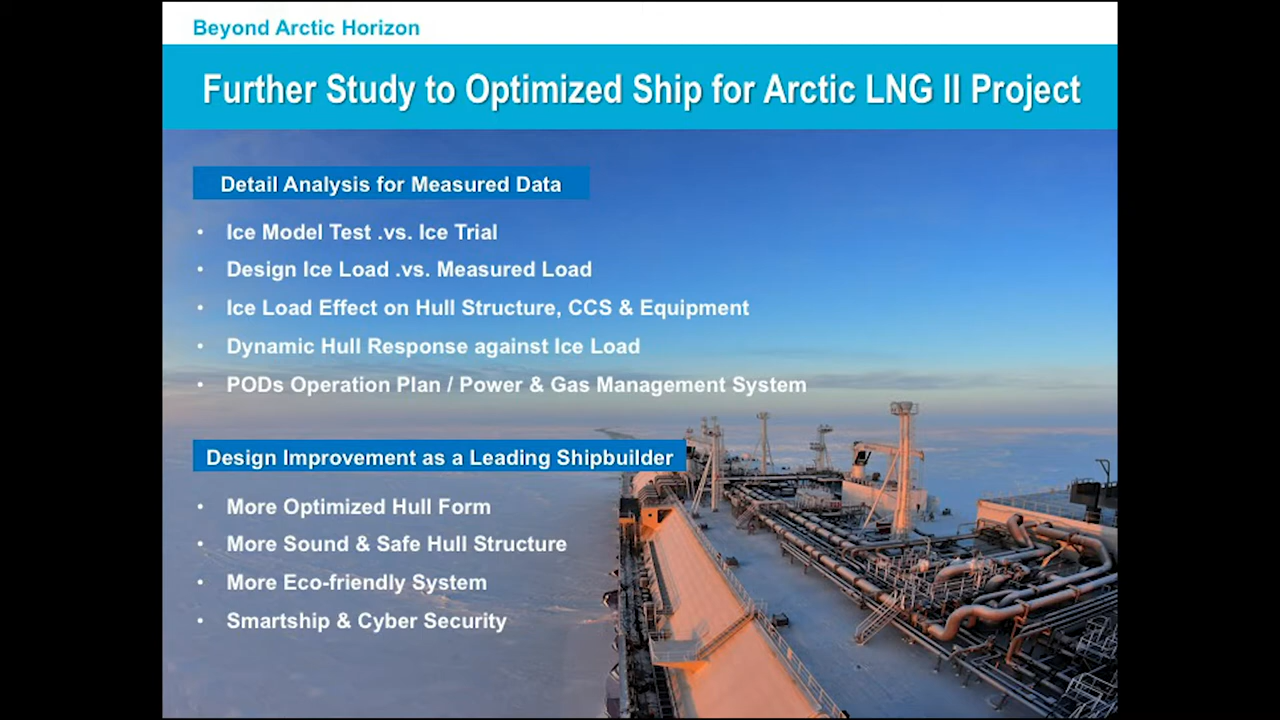 Beyond Arctic Horizon
Further Study to Optimized Ship for Arctic LNG II Project
Detail Analysis for Measured Data
• Ice Model Test .vs. Ice Trial
• Design Ice Load .vs. Measured Load
• Ice Load Effect on Hull Structure, CCS & Equipment
• Dynamic Hull Response against Ice Load
• PODs Operation Plan / Power & Gas Management System
Design Improvement as a Leading Shipbuilder
• More Optimized Hull Form
• More Sound & Safe Hull Structure
• More Eco-friendly System
• Smartship & Cyber Security